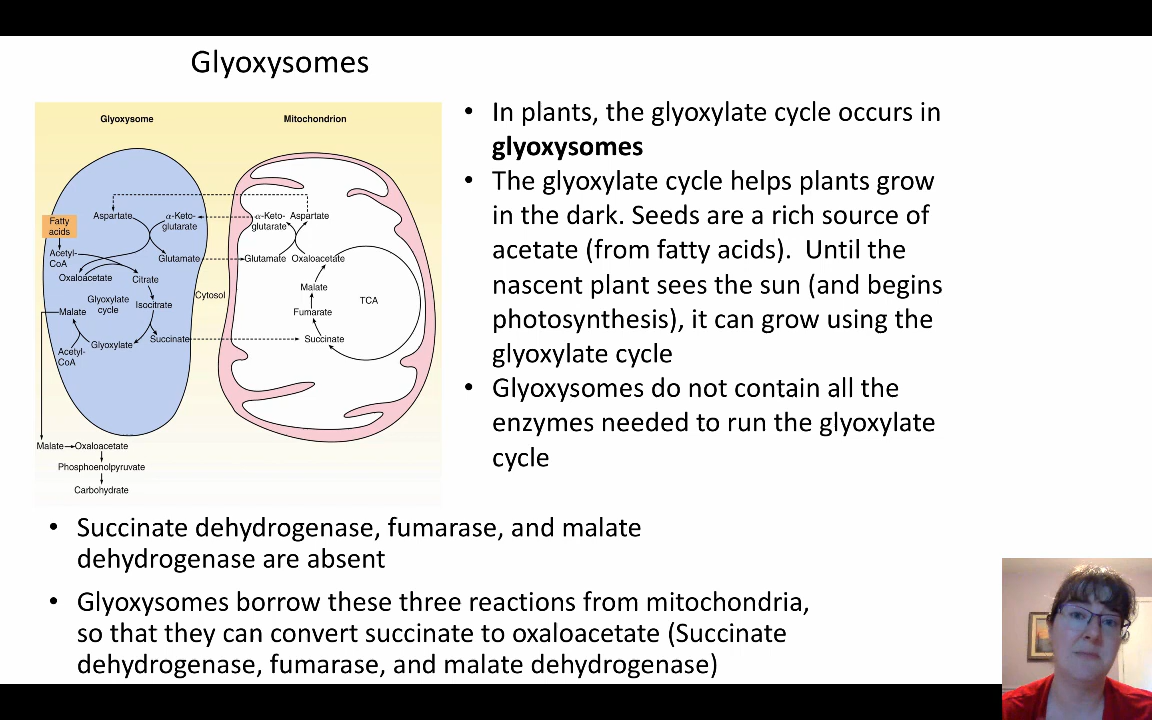 Glyoxysomes
Glyoxysome
Mitochondrion
Aspartate
α-Keto-
glutarate
α-Keto-
glutarate
Aspartate
Fatty
acids
Acetyl-
CoA
Glutamate
Glutamate
Oxaloacetate
Oxaloacetate
Citrate
Malate
TCA
Cytosol
Glyoxylate
cycle
Isocitrate
Malate
Fumarate
Succinate
Succinate
Glyoxylate
Acetyl-
CoA
Malate
Oxaloacetate
Phosphoenolpyruvate
Carbohydrate
• In plants, the glyoxylate cycle occurs in
glyoxysomes
• The glyoxylate cycle helps plants grow
in the dark. Seeds are a rich source of
acetate (from fatty acids). Until the
nascent plant sees the sun (and begins
photosynthesis), it can grow using the
glyoxylate cycle
• Glyoxysomes do not contain all the
enzymes needed to run the glyoxylate
cycle
• Succinate dehydrogenase, fumarase, and malate
dehydrogenase are absent
• Glyoxysomes borrow these three reactions from mitochondria,
so that they can convert succinate to oxaloacetate (Succinate
dehydrogenase, fumarase, and malate dehydrogenase)